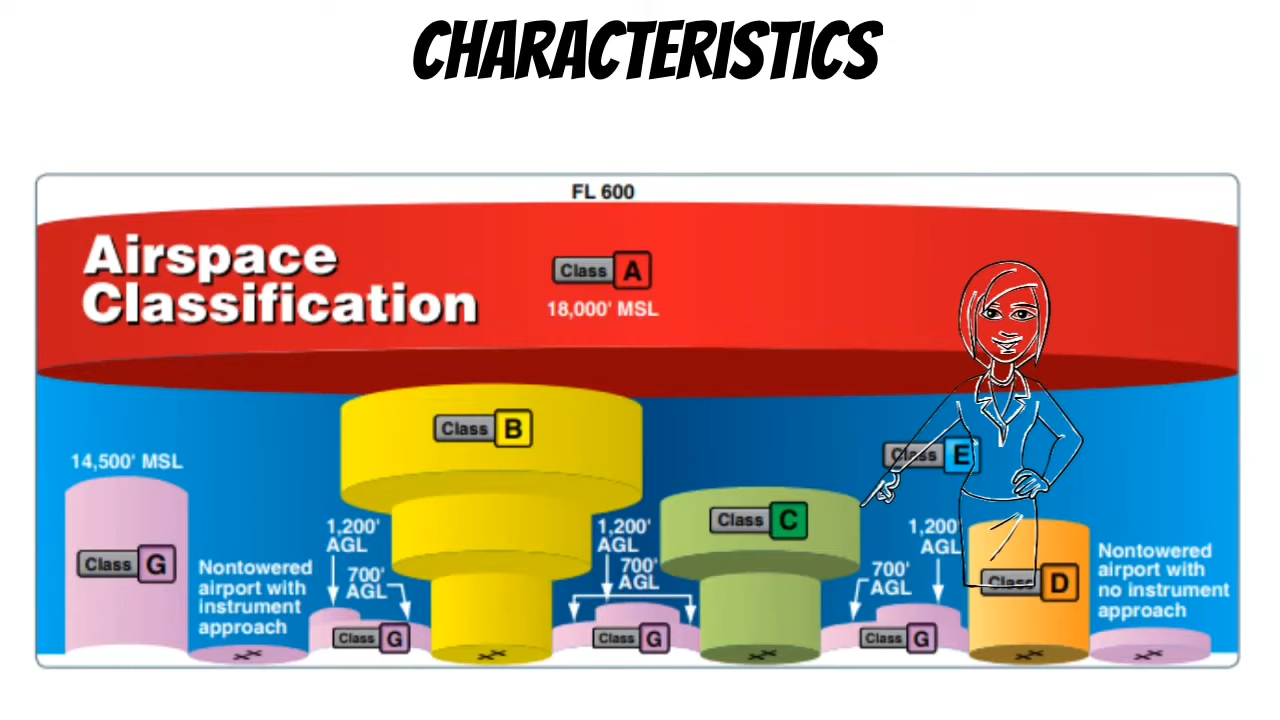 CHARACTERISTICS
FL 600
Airspace
Classification
Class A
18,000' MSL
Class B
14,500' MSL
Class E
Class C
1,200'
AGL
1,200'
AGL
1,200'
AGL
Class G
Nontowered
airport with
instrument
approach
700'
AGL
700'
AGL
700'
AGL
Class D
Nontowered
airport with
no instrument
approach
Class G
Class G
Class G